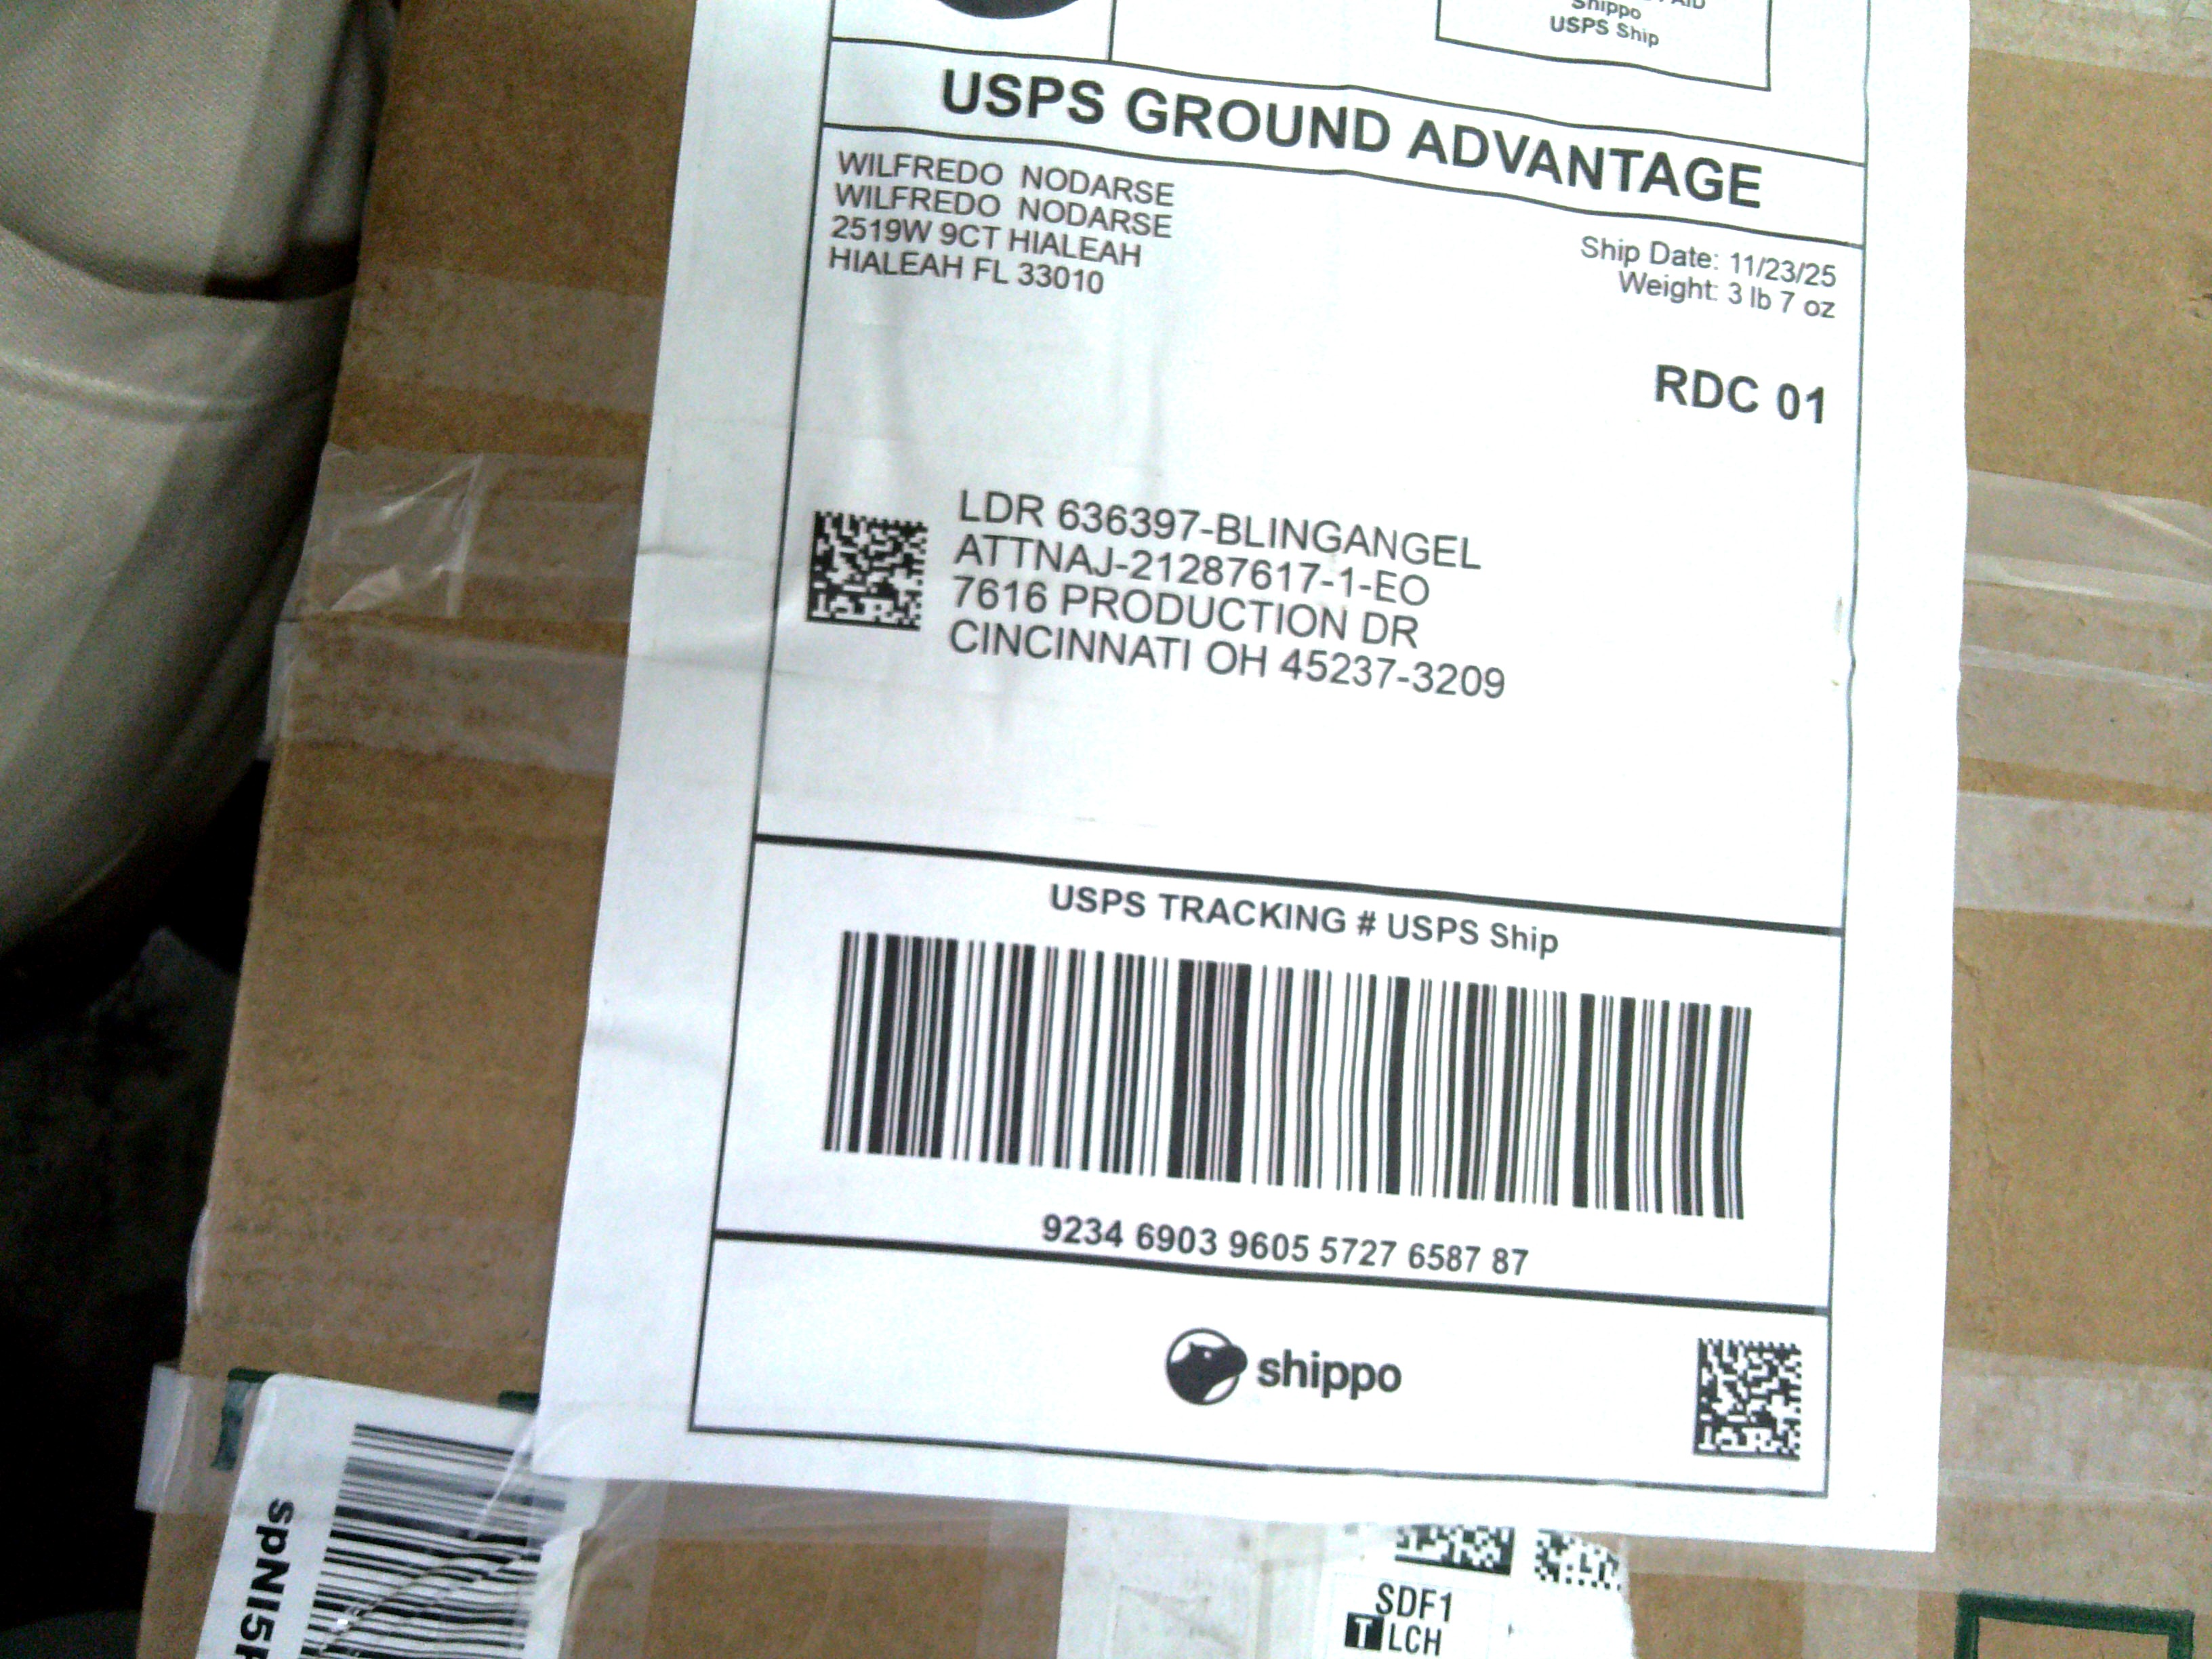 Shippo
USPS Ship
USPS GROUND ADVANTAGE
WILFREDO NODARSE
WILFREDO NODARSE
2519W 9CT HIALEAH
HIALEAH FL 33010
Ship Date: 11/23/25
Weight: 3 lb 7 oz
RDC 01
LDR 636397-BLINGANGEL
ATTNAJ-21287617-1-EO
7616 PRODUCTION DR
CINCINNATI OH 45237-3209
USPS TRACKING # USPS Ship
9234 6903 9605 5727 6587 87
shippo
SDF1
T LCH